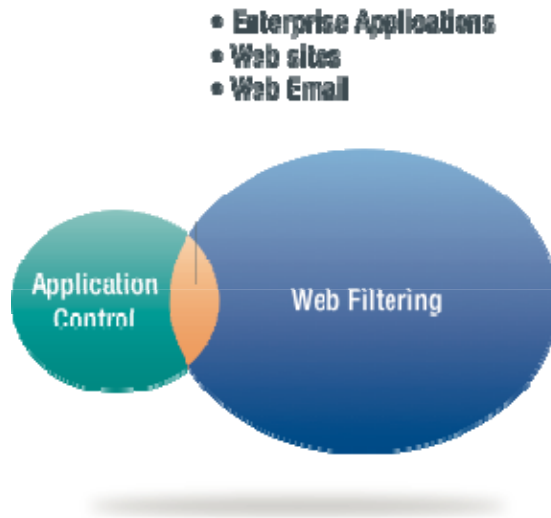 • Enterprise Applications
• Web sites
• Web Email
Application
Control
Web Filtering